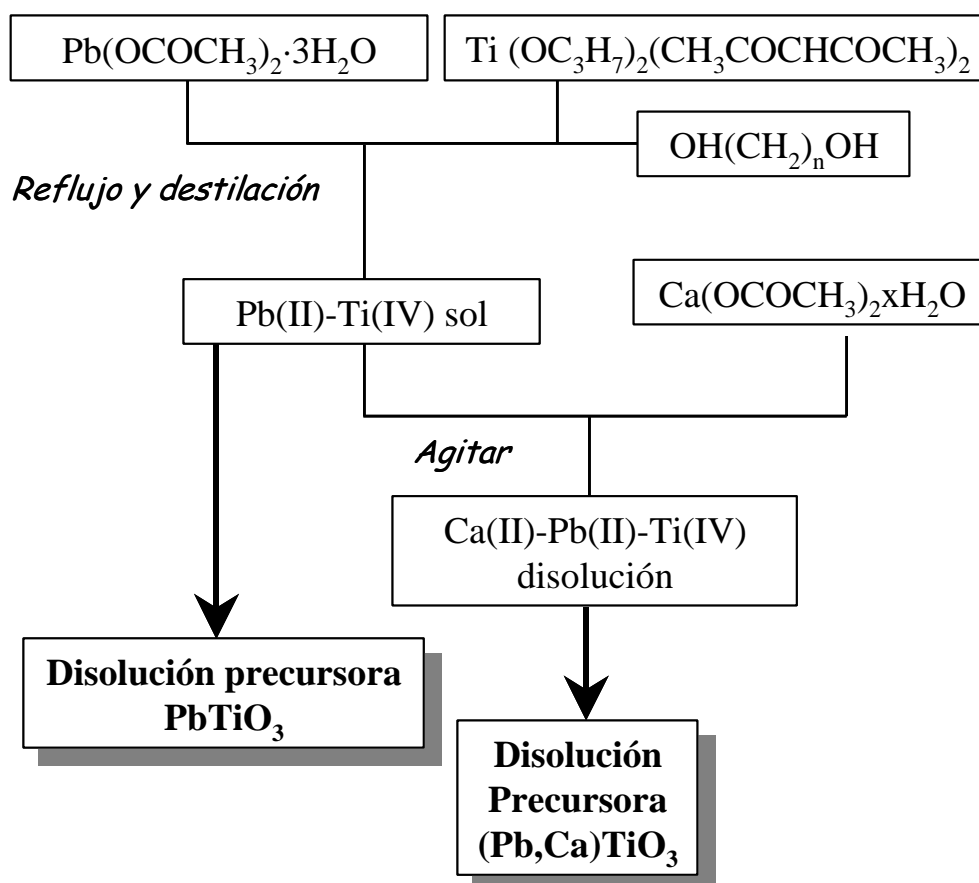 Pb(OCOCH₃)₂·3H₂O
Ti (OC₃H₇)₂(CH₃COCHCOCH₃)₂
OH(CH₂)ₙOH
Reflujo y destilación
Pb(II)-Ti(IV) sol
Ca(OCOCH₃)₂xH₂O
Agitar
Ca(II)-Pb(II)-Ti(IV)
disolución
Disolución precursora
PbTiO₃
Disolución
Precursora
(Pb,Ca)TiO₃